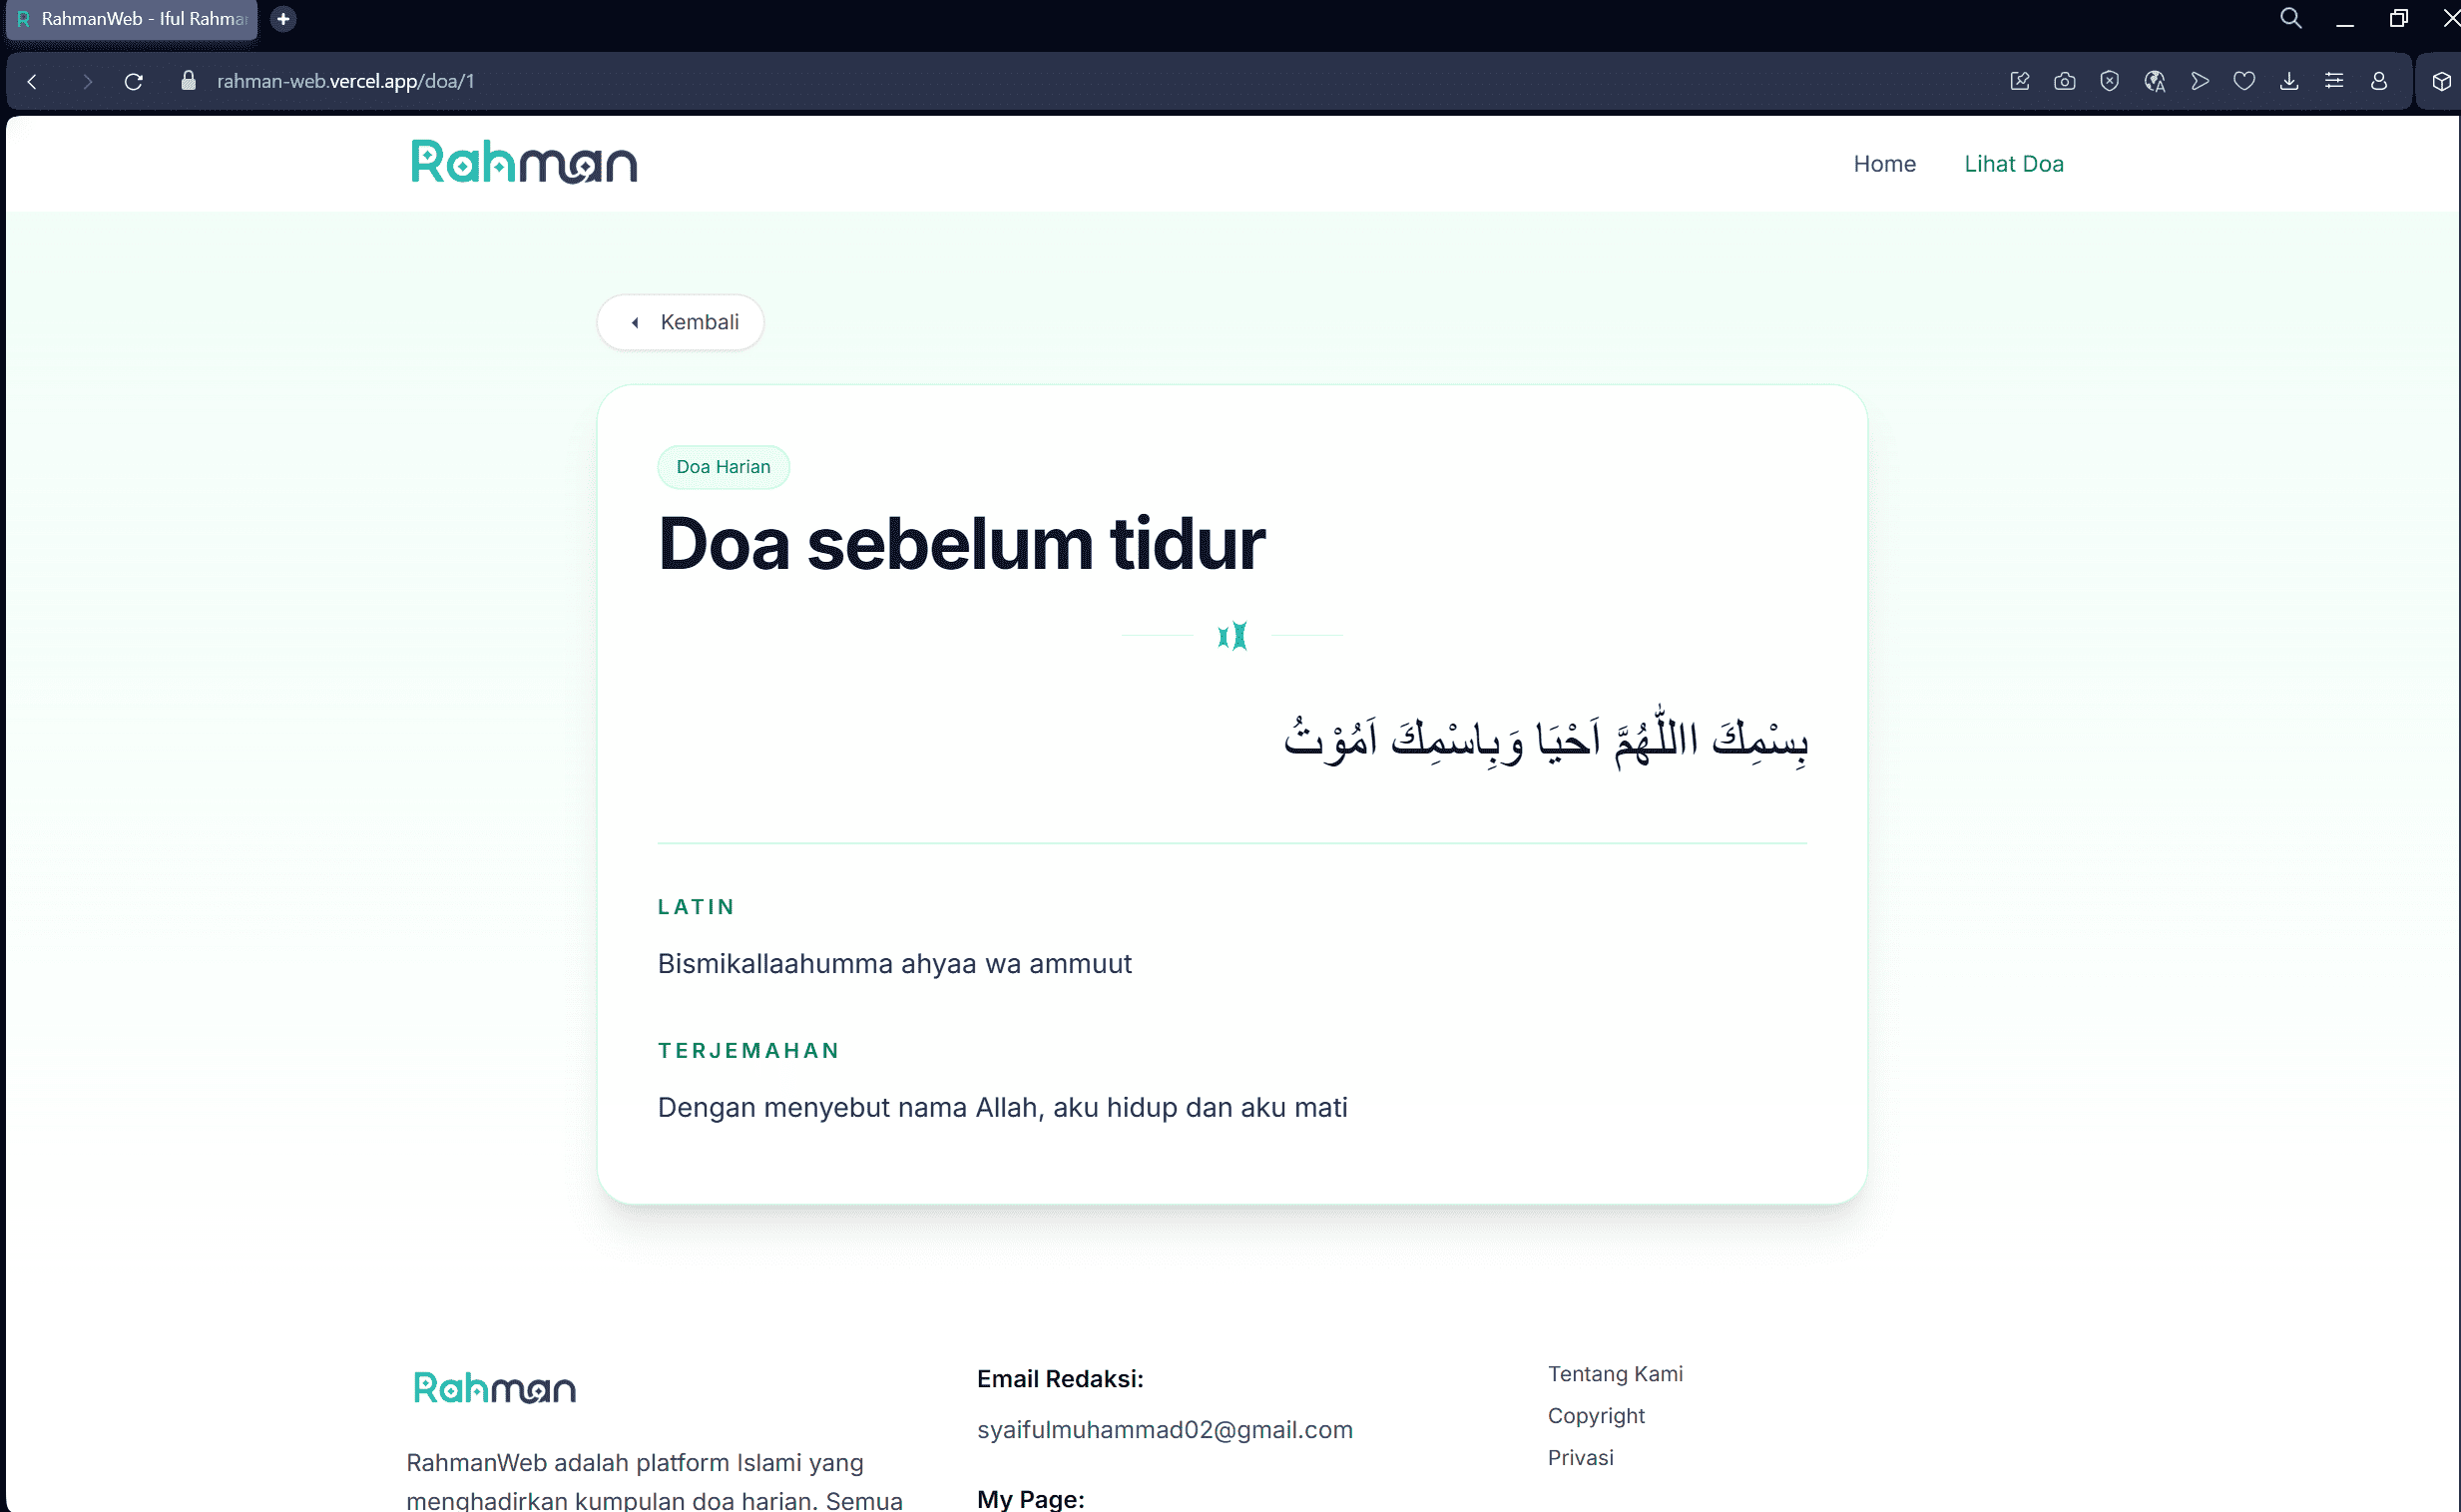 RahmanWeb - Iful Rahma
rahman-web.vercel.app/doa/1
Rahman
Home
Lihat Doa
Kembali
Doa Harian
Doa sebelum tidur
بِسْمِكَ االلّٰهُمَّ اَحْيَا وَبِاسْمِكَ اَمُوْتُ
LATIN
Bismikallaahumma ahyaa wa ammuut
TERJEMAHAN
Dengan menyebut nama Allah, aku hidup dan aku mati
Rahman
RahmanWeb adalah platform Islami yang
menghadirkan kumpulan doa harian. Semua
Email Redaksi:
syaifulmuhammad02@gmail.com
My Page:
Tentang Kami
Copyright
Privasi